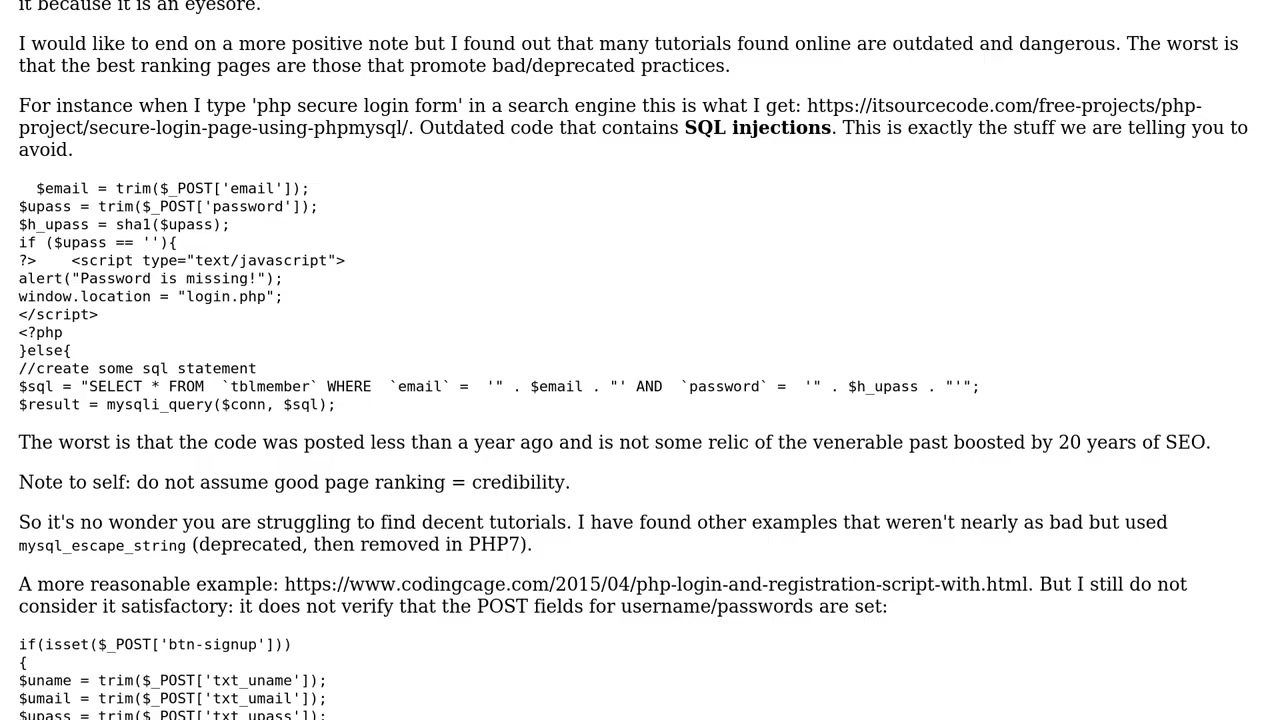 it because it is an eyesore.
I would like to end on a more positive note but I found out that many tutorials found online are outdated and dangerous. The worst is
that the best ranking pages are those that promote bad/deprecated practices.
For instance when I type 'php secure login form' in a search engine this is what I get: https://itsourcecode.com/free-projects/php-
project/secure-login-page-using-phpmysql/. Outdated code that contains SQL injections. This is exactly the stuff we are telling you to
avoid.
  $email = trim($_POST['email']);
$upass = trim($_POST['password']);
$h_upass = sha1($upass);
if ($upass == ''){
?>    <script type="text/javascript">
alert("Password is missing!");
window.location = "login.php";
</script>
<?php
}else{
//create some sql statement
$sql = "SELECT * FROM  `tblmember` WHERE  `email` =  '" . $email . "' AND  `password` =  '" . $h_upass . "'";
$result = mysqli_query($conn, $sql);
The worst is that the code was posted less than a year ago and is not some relic of the venerable past boosted by 20 years of SEO.
Note to self: do not assume good page ranking = credibility.
So it's no wonder you are struggling to find decent tutorials. I have found other examples that weren't nearly as bad but used
mysql_escape_string (deprecated, then removed in PHP7).
A more reasonable example: https://www.codingcage.com/2015/04/php-login-and-registration-script-with.html. But I still do not
consider it satisfactory: it does not verify that the POST fields for username/passwords are set:
if(isset($_POST['btn-signup']))
{
$uname = trim($_POST['txt_uname']);
$umail = trim($_POST['txt_umail']);
$upass = trim($_POST['txt_upass']);